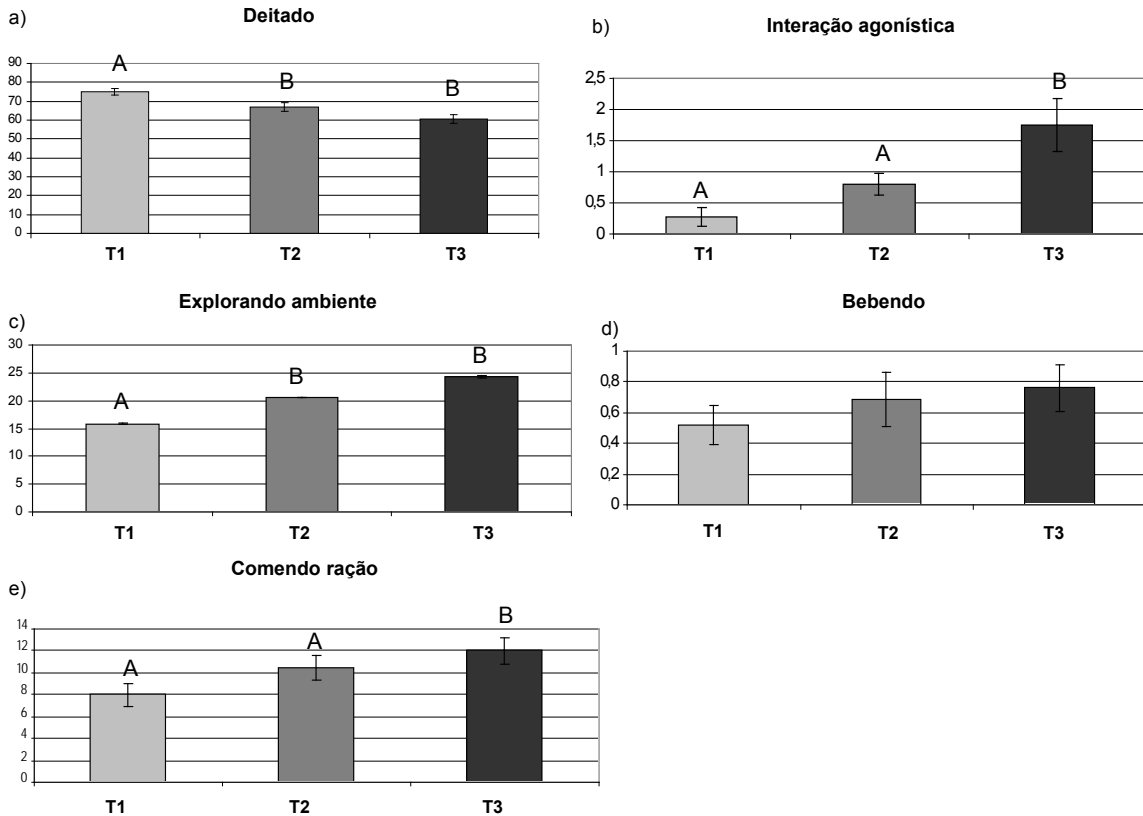 a)
Deitado
90
80
70
60
50
40
30
20
10
0
A
B
B
T1 T2 T3
b)
Interação agonística
2,5
2
1,5
1
0,5
0
A
A
B
T1 T2 T3
c)
Explorando ambiente
30
25
20
15
10
5
0
A
B
B
T1 T2 T3
d)
Bebendo
1
0,8
0,6
0,4
0,2
0
T1 T2 T3
e)
Comendo ração
14
12
10
8
6
4
2
0
A
A
B
T1 T2 T3